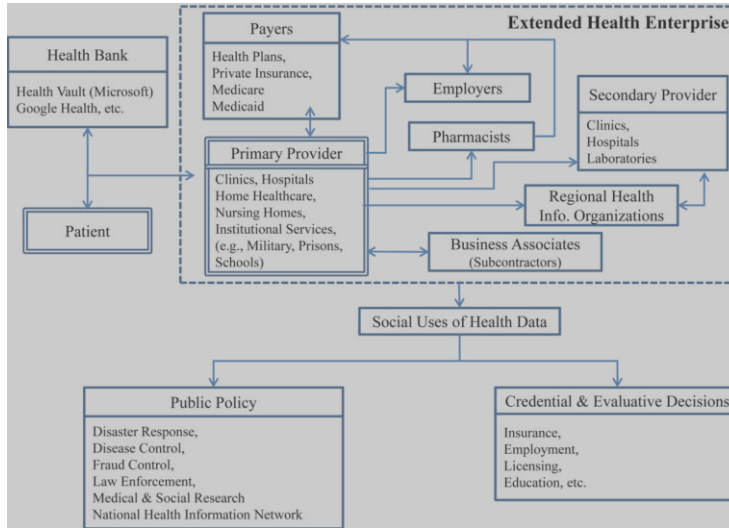 Extended Health Enterprise
Health Bank
Health Vault (Microsoft)
Google Health, etc.
Patient
Payers
Health Plans,
Private Insurance,
Medicare
Medicaid
Employers
Pharmacists
Secondary Provider
Clinics,
Hospitals
Laboratories
Primary Provider
Clinics, Hospitals
Home Healthcare,
Nursing Homes,
Institutional Services,
(e.g., Military, Prisons,
Schools)
Regional Health
Info. Organizations
Business Associates
(Subcontractors)
Social Uses of Health Data
Public Policy
Disaster Response,
Disease Control,
Fraud Control,
Law Enforcement,
Medical & Social Research
National Health Information Network
Credential & Evaluative Decisions
Insurance,
Employment,
Licensing,
Education, etc.